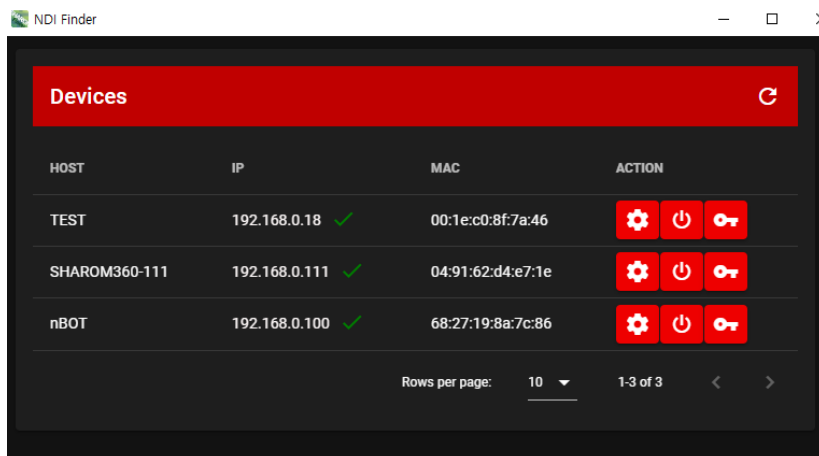 NDI Finder
Devices
HOST IP MAC ACTION
TEST 192.168.0.18 00:1e:c0:8f:7a:46
SHAROM360-111 192.168.0.111 04:91:62:d4:e7:1e
nBOT 192.168.0.100 68:27:19:8a:7c:86
Rows per page: 10 1-3 of 3